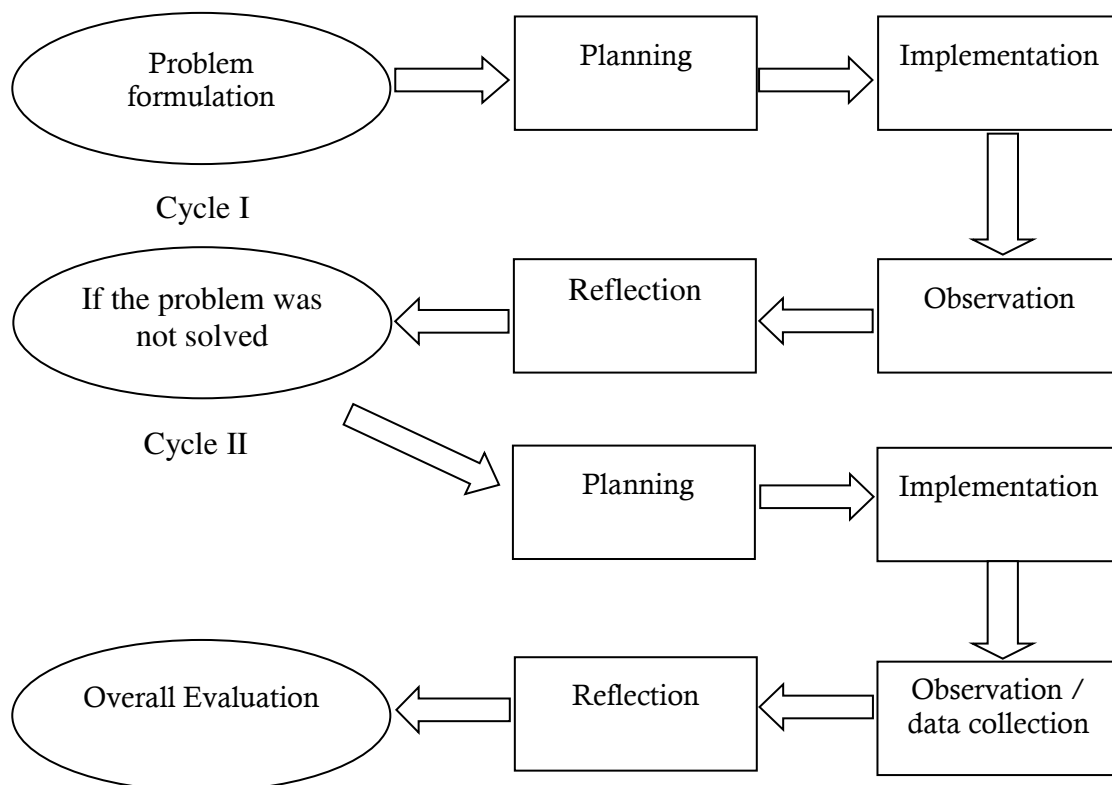 Problem
formulation
Planning
Implementation
Cycle I
If the problem was
not solved
Reflection
Observation
Cycle II
Planning
Implementation
Overall Evaluation
Reflection
Observation /
data collection